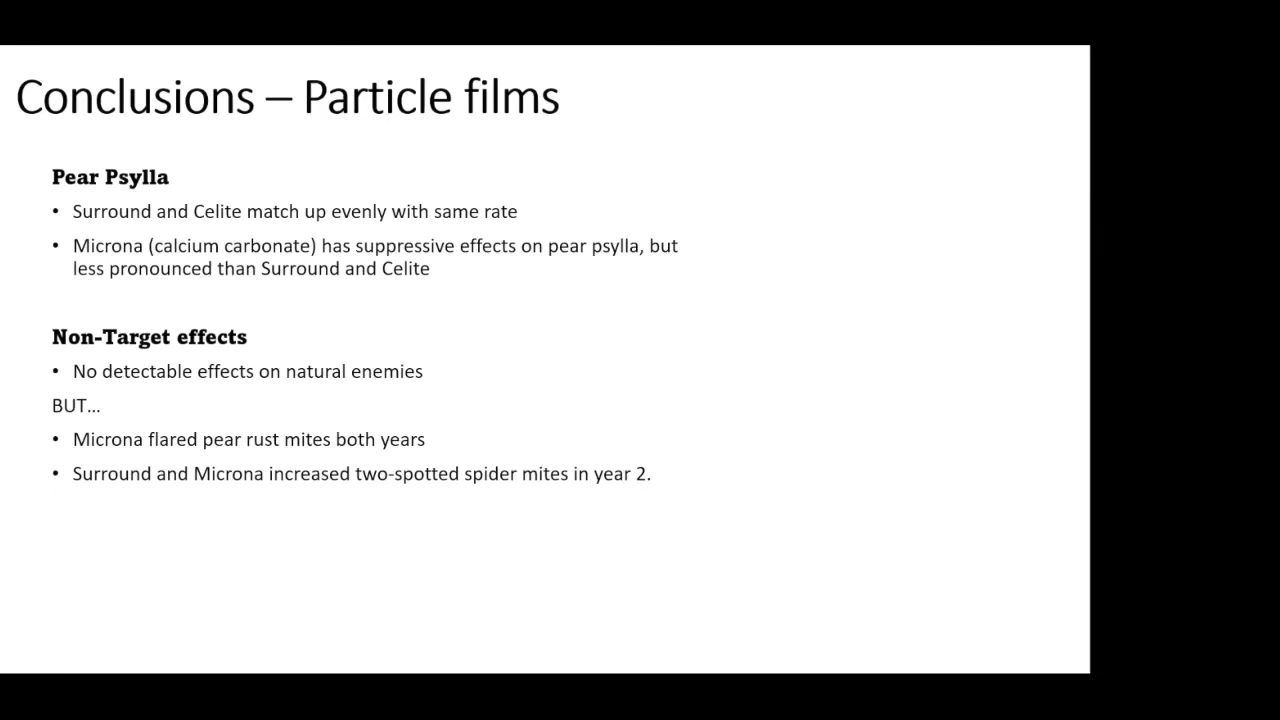 Conclusions – Particle films
Pear Psylla
• Surround and Celite match up evenly with same rate
• Microna (calcium carbonate) has suppressive effects on pear psylla, but
less pronounced than Surround and Celite
Non-Target effects
• No detectable effects on natural enemies
BUT...
• Microna flared pear rust mites both years
• Surround and Microna increased two-spotted spider mites in year 2.